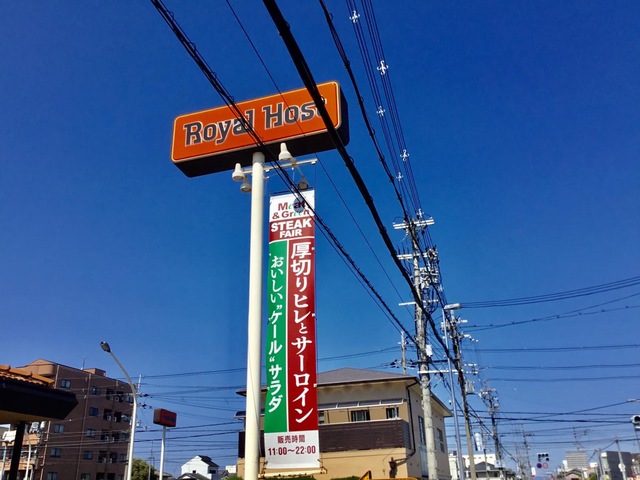 Royal Host
Meat
& Green
STEAK
FAIR
厚切りヒレとサーロイン
おいしい"ケール"サラダ
販売時間
11:00〜22:00